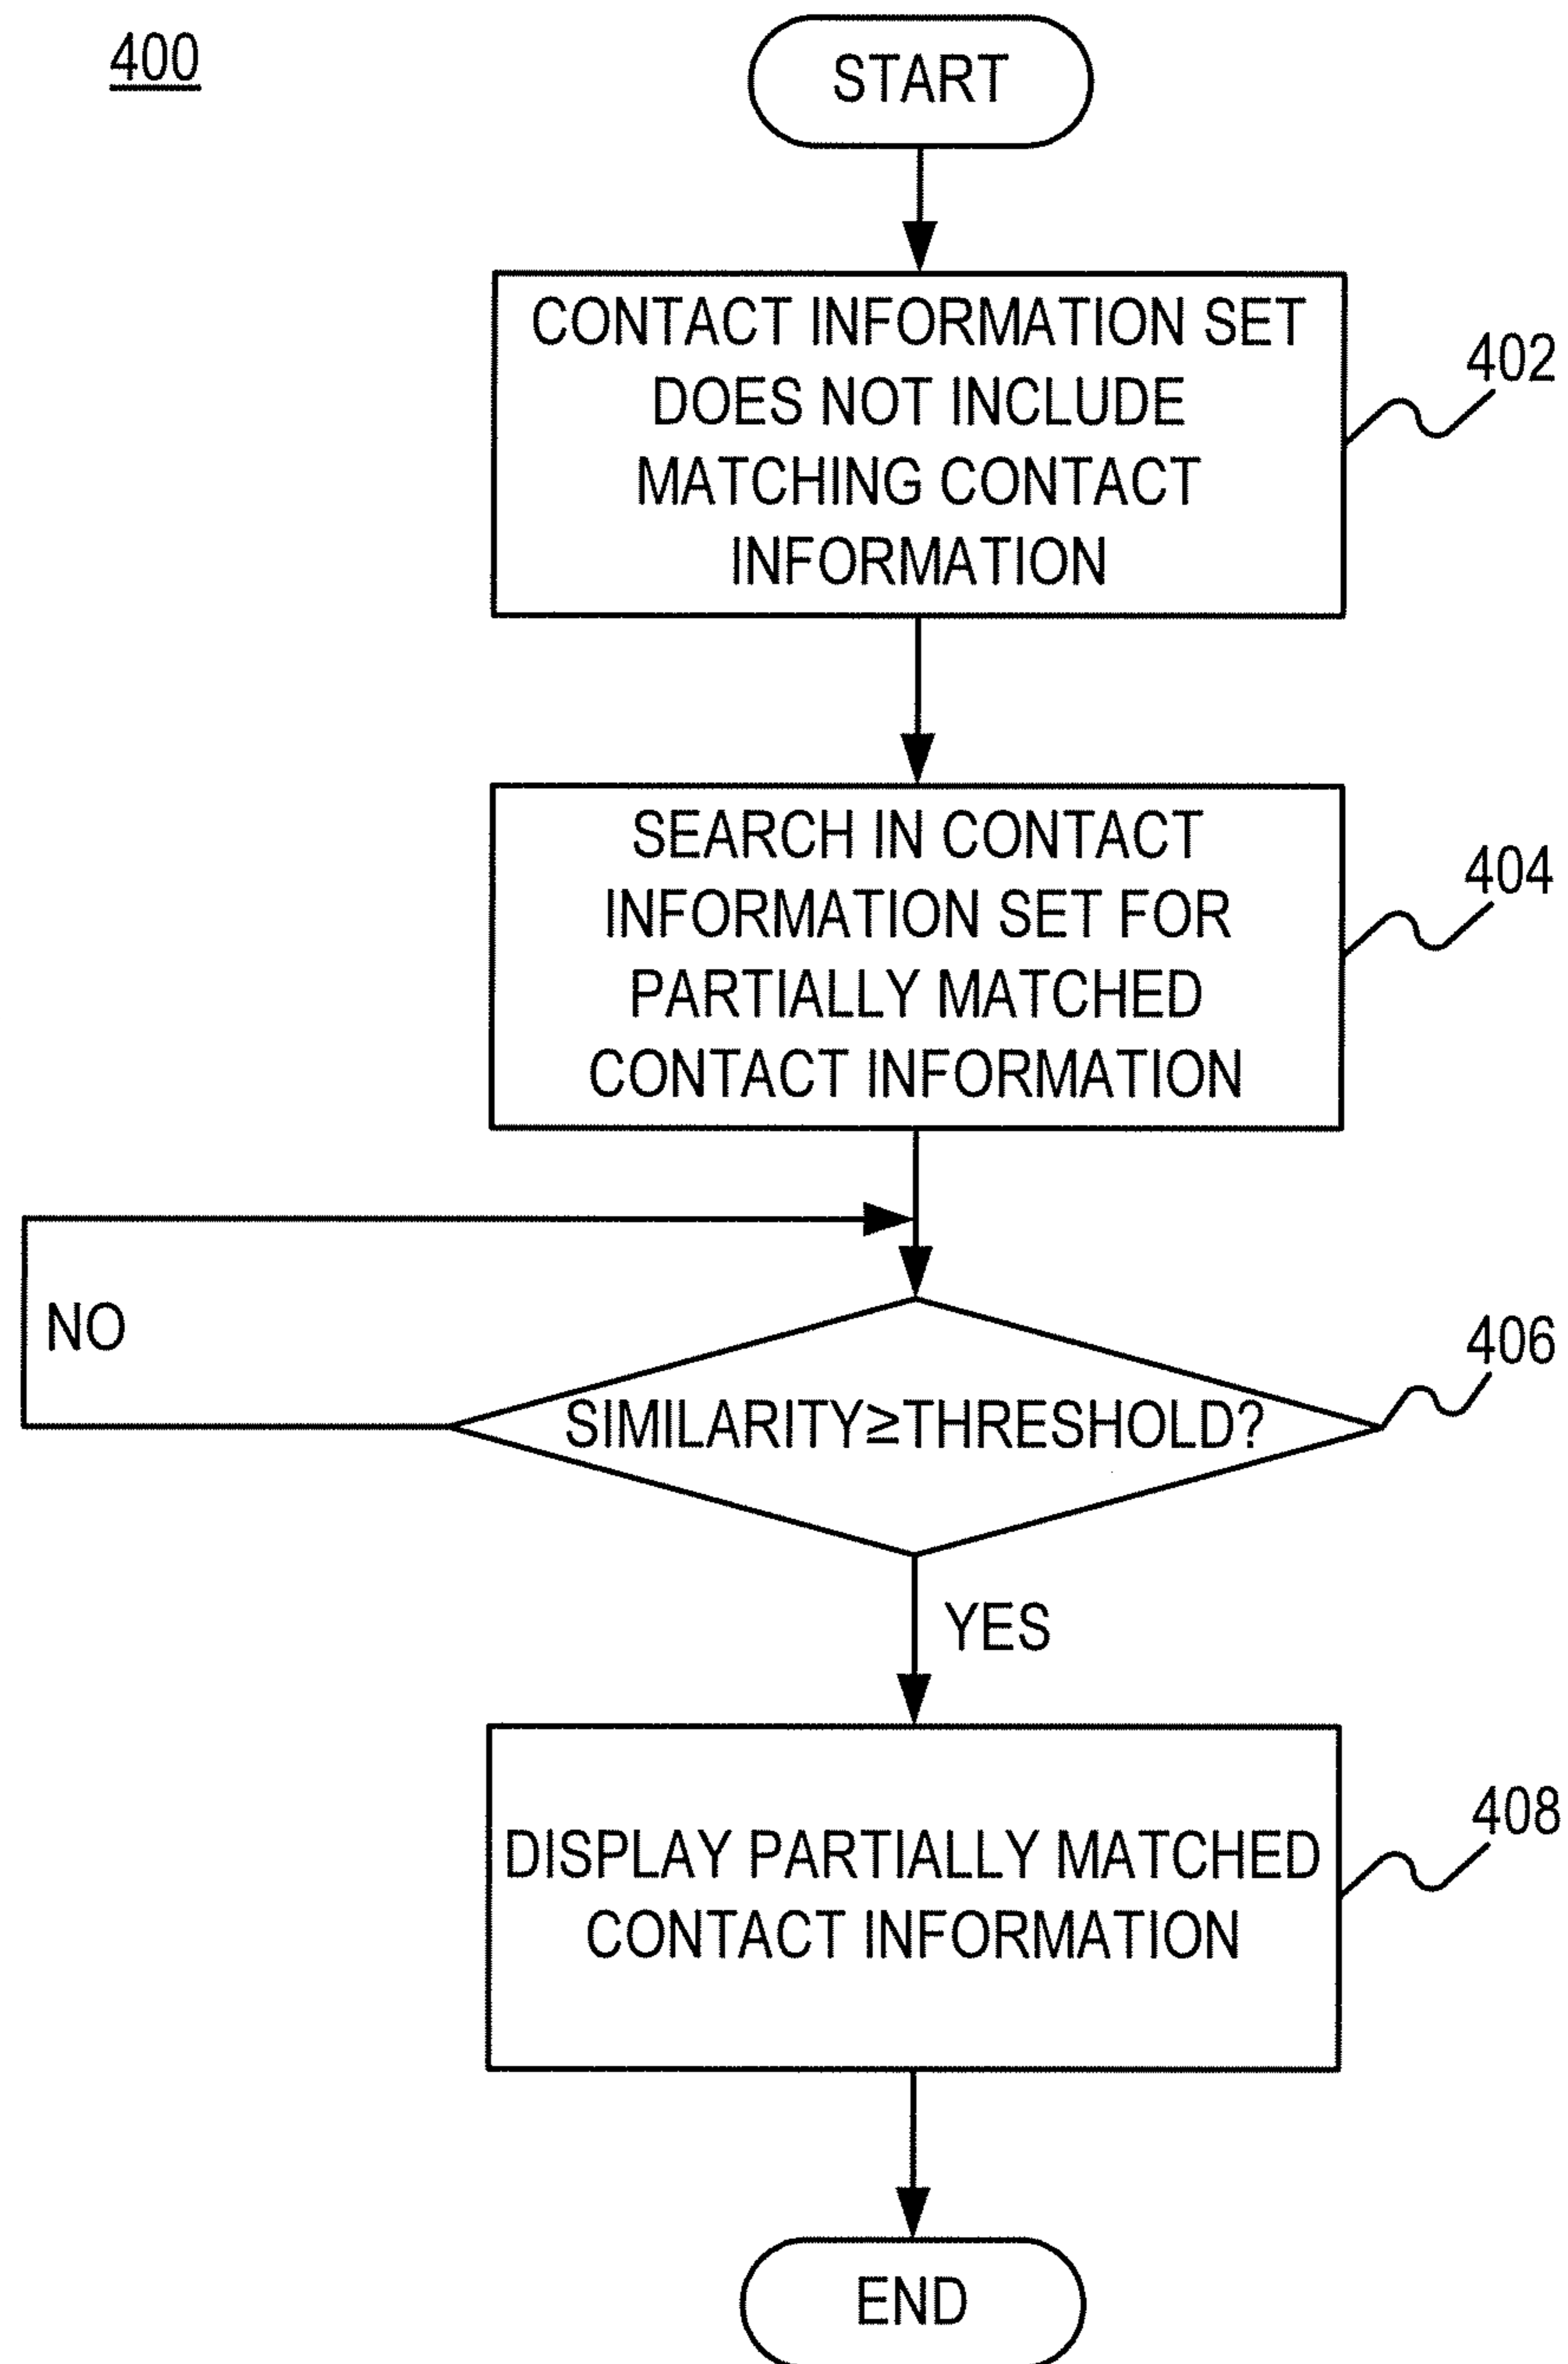 400
START
CONTACT INFORMATION SET
DOES NOT INCLUDE
MATCHING CONTACT
INFORMATION
402
SEARCH IN CONTACT
INFORMATION SET FOR
PARTIALLY MATCHED
CONTACT INFORMATION
404
NO
SIMILARITY≥THRESHOLD?
406
YES
DISPLAY PARTIALLY MATCHED
CONTACT INFORMATION
408
END